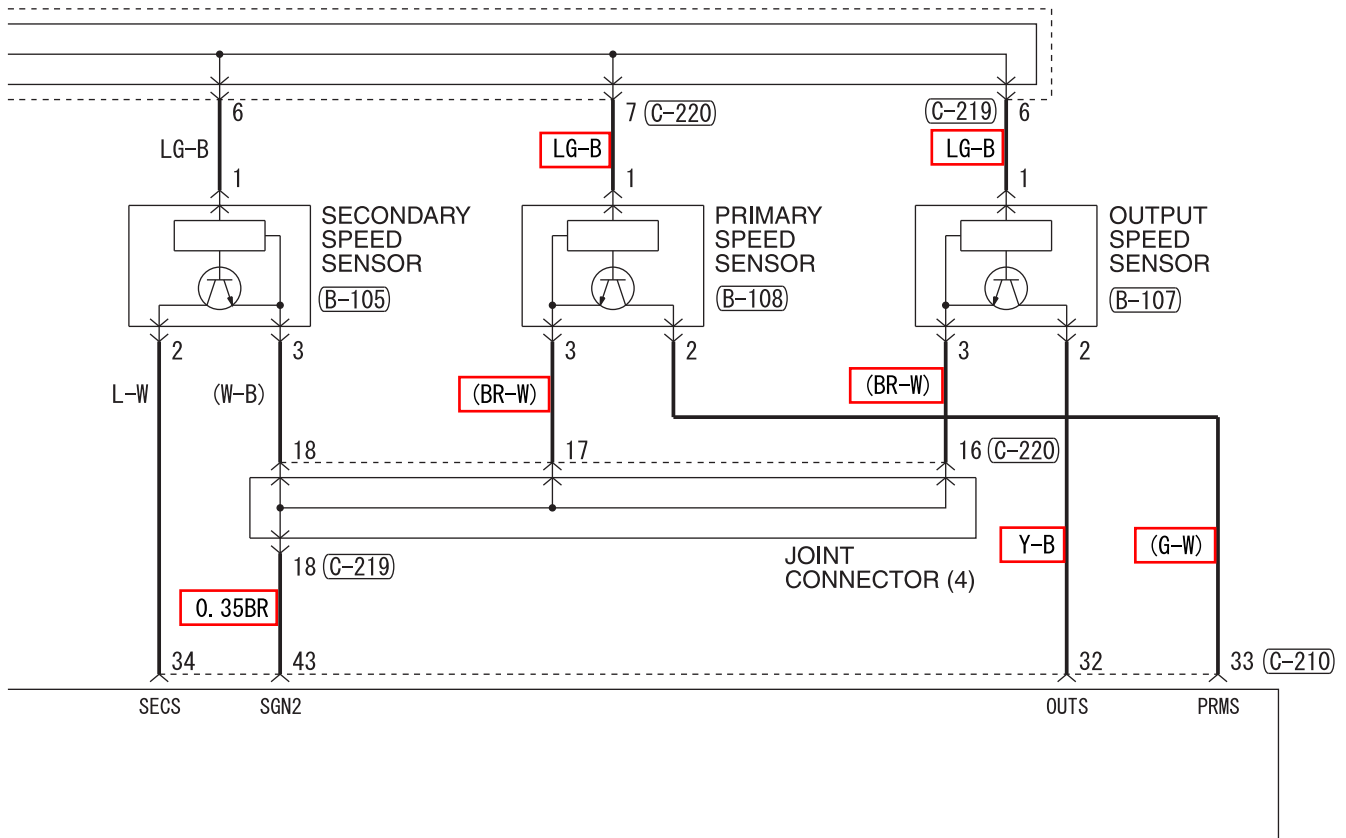 6
7 (C-220)
(C-219) 6
LG-B
LG-B
LG-B
1
1
1
SECONDARY
SPEED
SENSOR
(B-105)
PRIMARY
SPEED
SENSOR
(B-108)
OUTPUT
SPEED
SENSOR
(B-107)
2
3
3
2
3
2
L-W
(W-B)
(BR-W)
(BR-W)
18
17
16 (C-220)
JOINT
CONNECTOR (4)
Y-B
(G-W)
18 (C-219)
0.35BR
34
43
32
33 (C-210)
SECS
SGN2
OUTS
PRMS